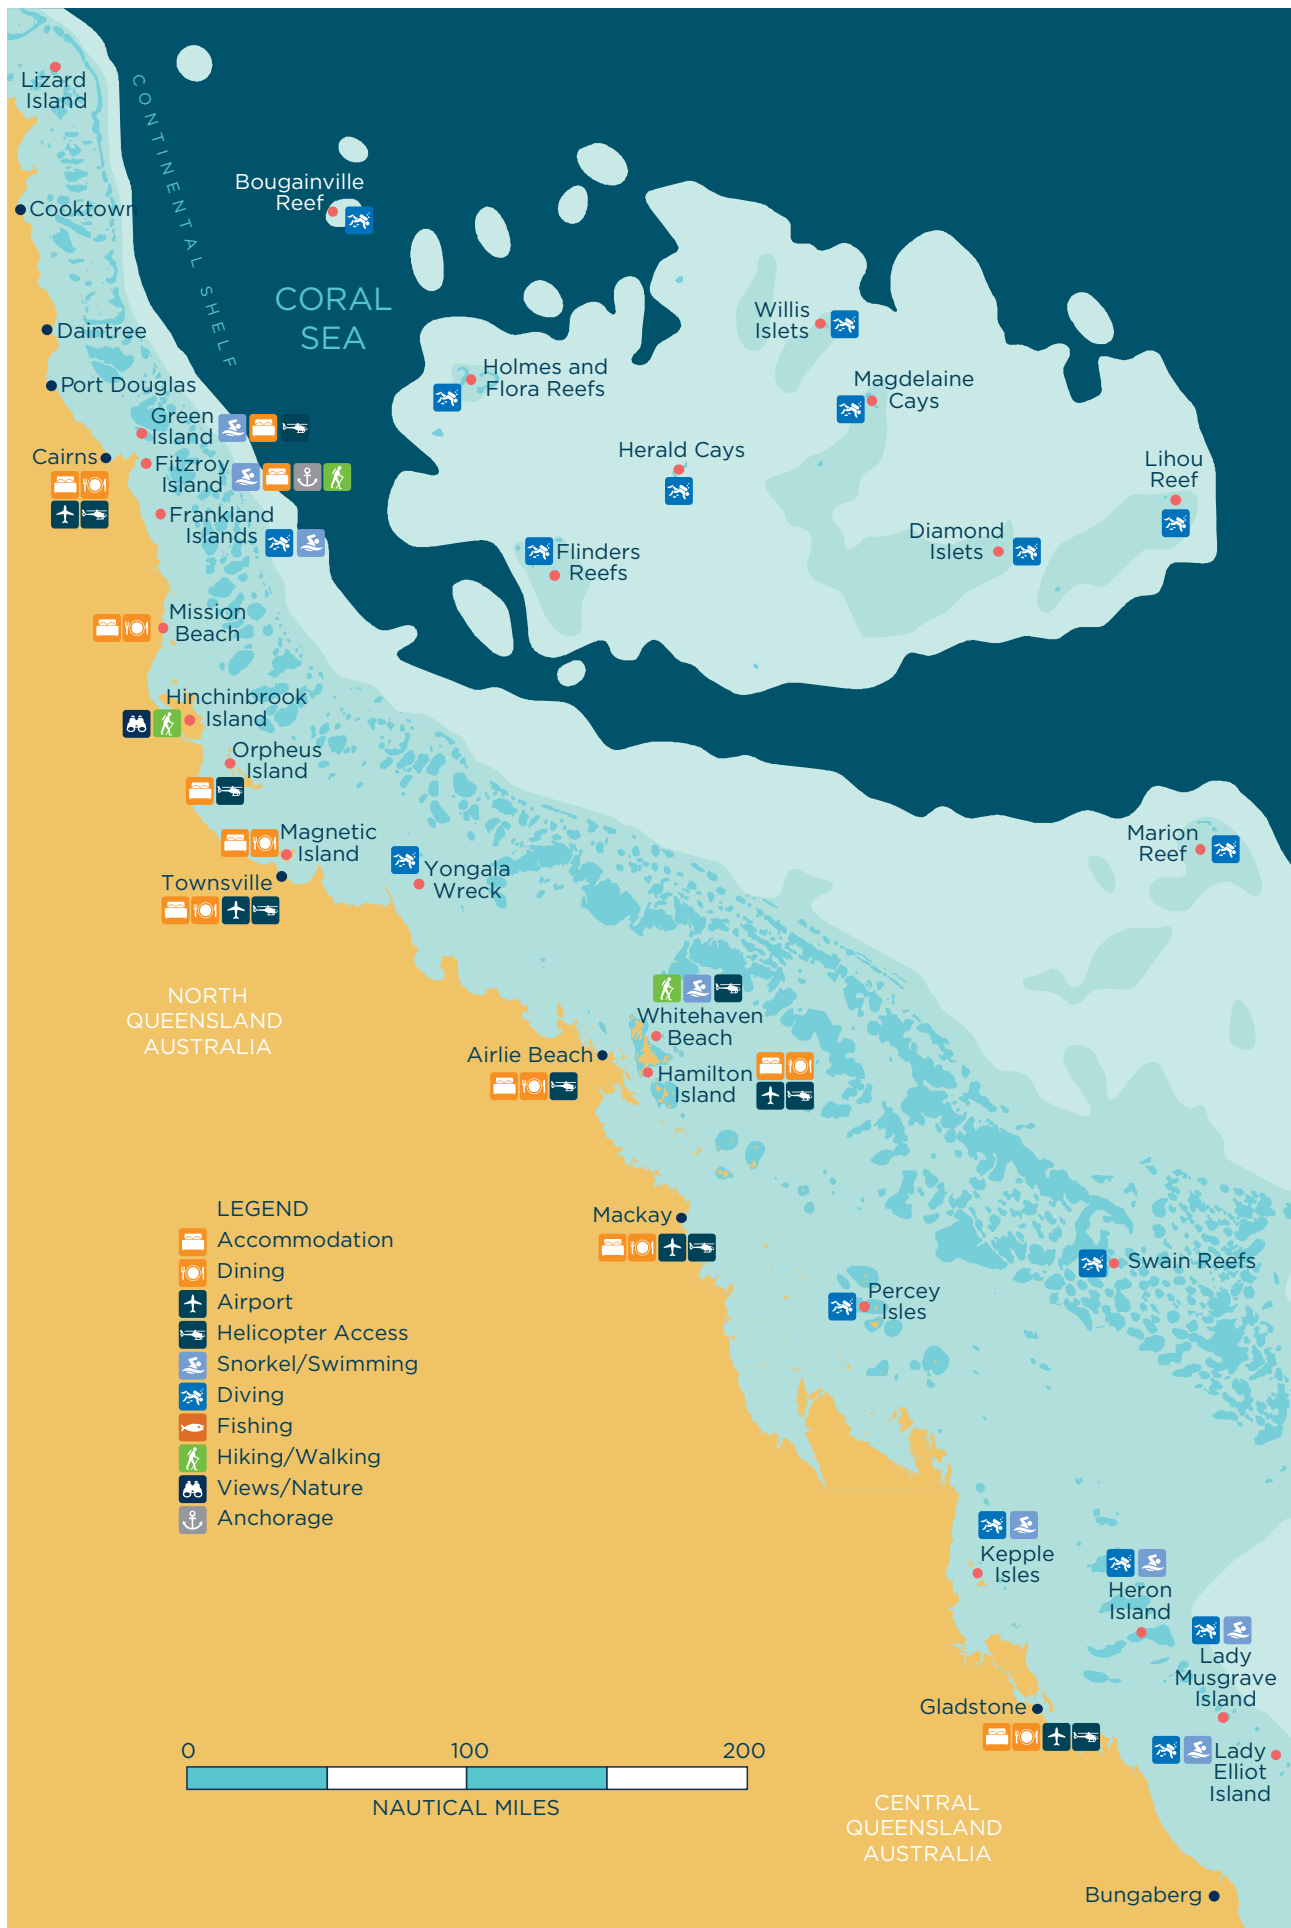 Lizard
Island
CONTINENTAL SHELF
Bougainville
Reef
Cooktown
CORAL
SEA
Daintree
Port Douglas
Green
Island
Cairns
Fitzroy
Island
Frankland
Islands
Holmes and
Flora Reefs
Willis
Islets
Magdelaine
Cays
Herald Cays
Lihou
Reef
Diamond
Islets
Flinders
Reefs
Mission
Beach
Hinchinbrook
Island
Orpheus
Island
Magnetic
Island
Townsville
Yongala
Wreck
Marion
Reef
NORTH
QUEENSLAND
AUSTRALIA
Whitehaven
Beach
Airlie Beach
Hamilton
Island
Mackay
Swain Reefs
Percey
Isles
LEGEND
Accommodation
Dining
Airport
Helicopter Access
Snorkel/Swimming
Diving
Fishing
Hiking/Walking
Views/Nature
Anchorage
Kepple
Isles
Heron
Island
Lady
Musgrave
Island
Gladstone
Lady
Elliot
Island
0 100 200
NAUTICAL MILES
CENTRAL
QUEENSLAND
AUSTRALIA
Bungaberg